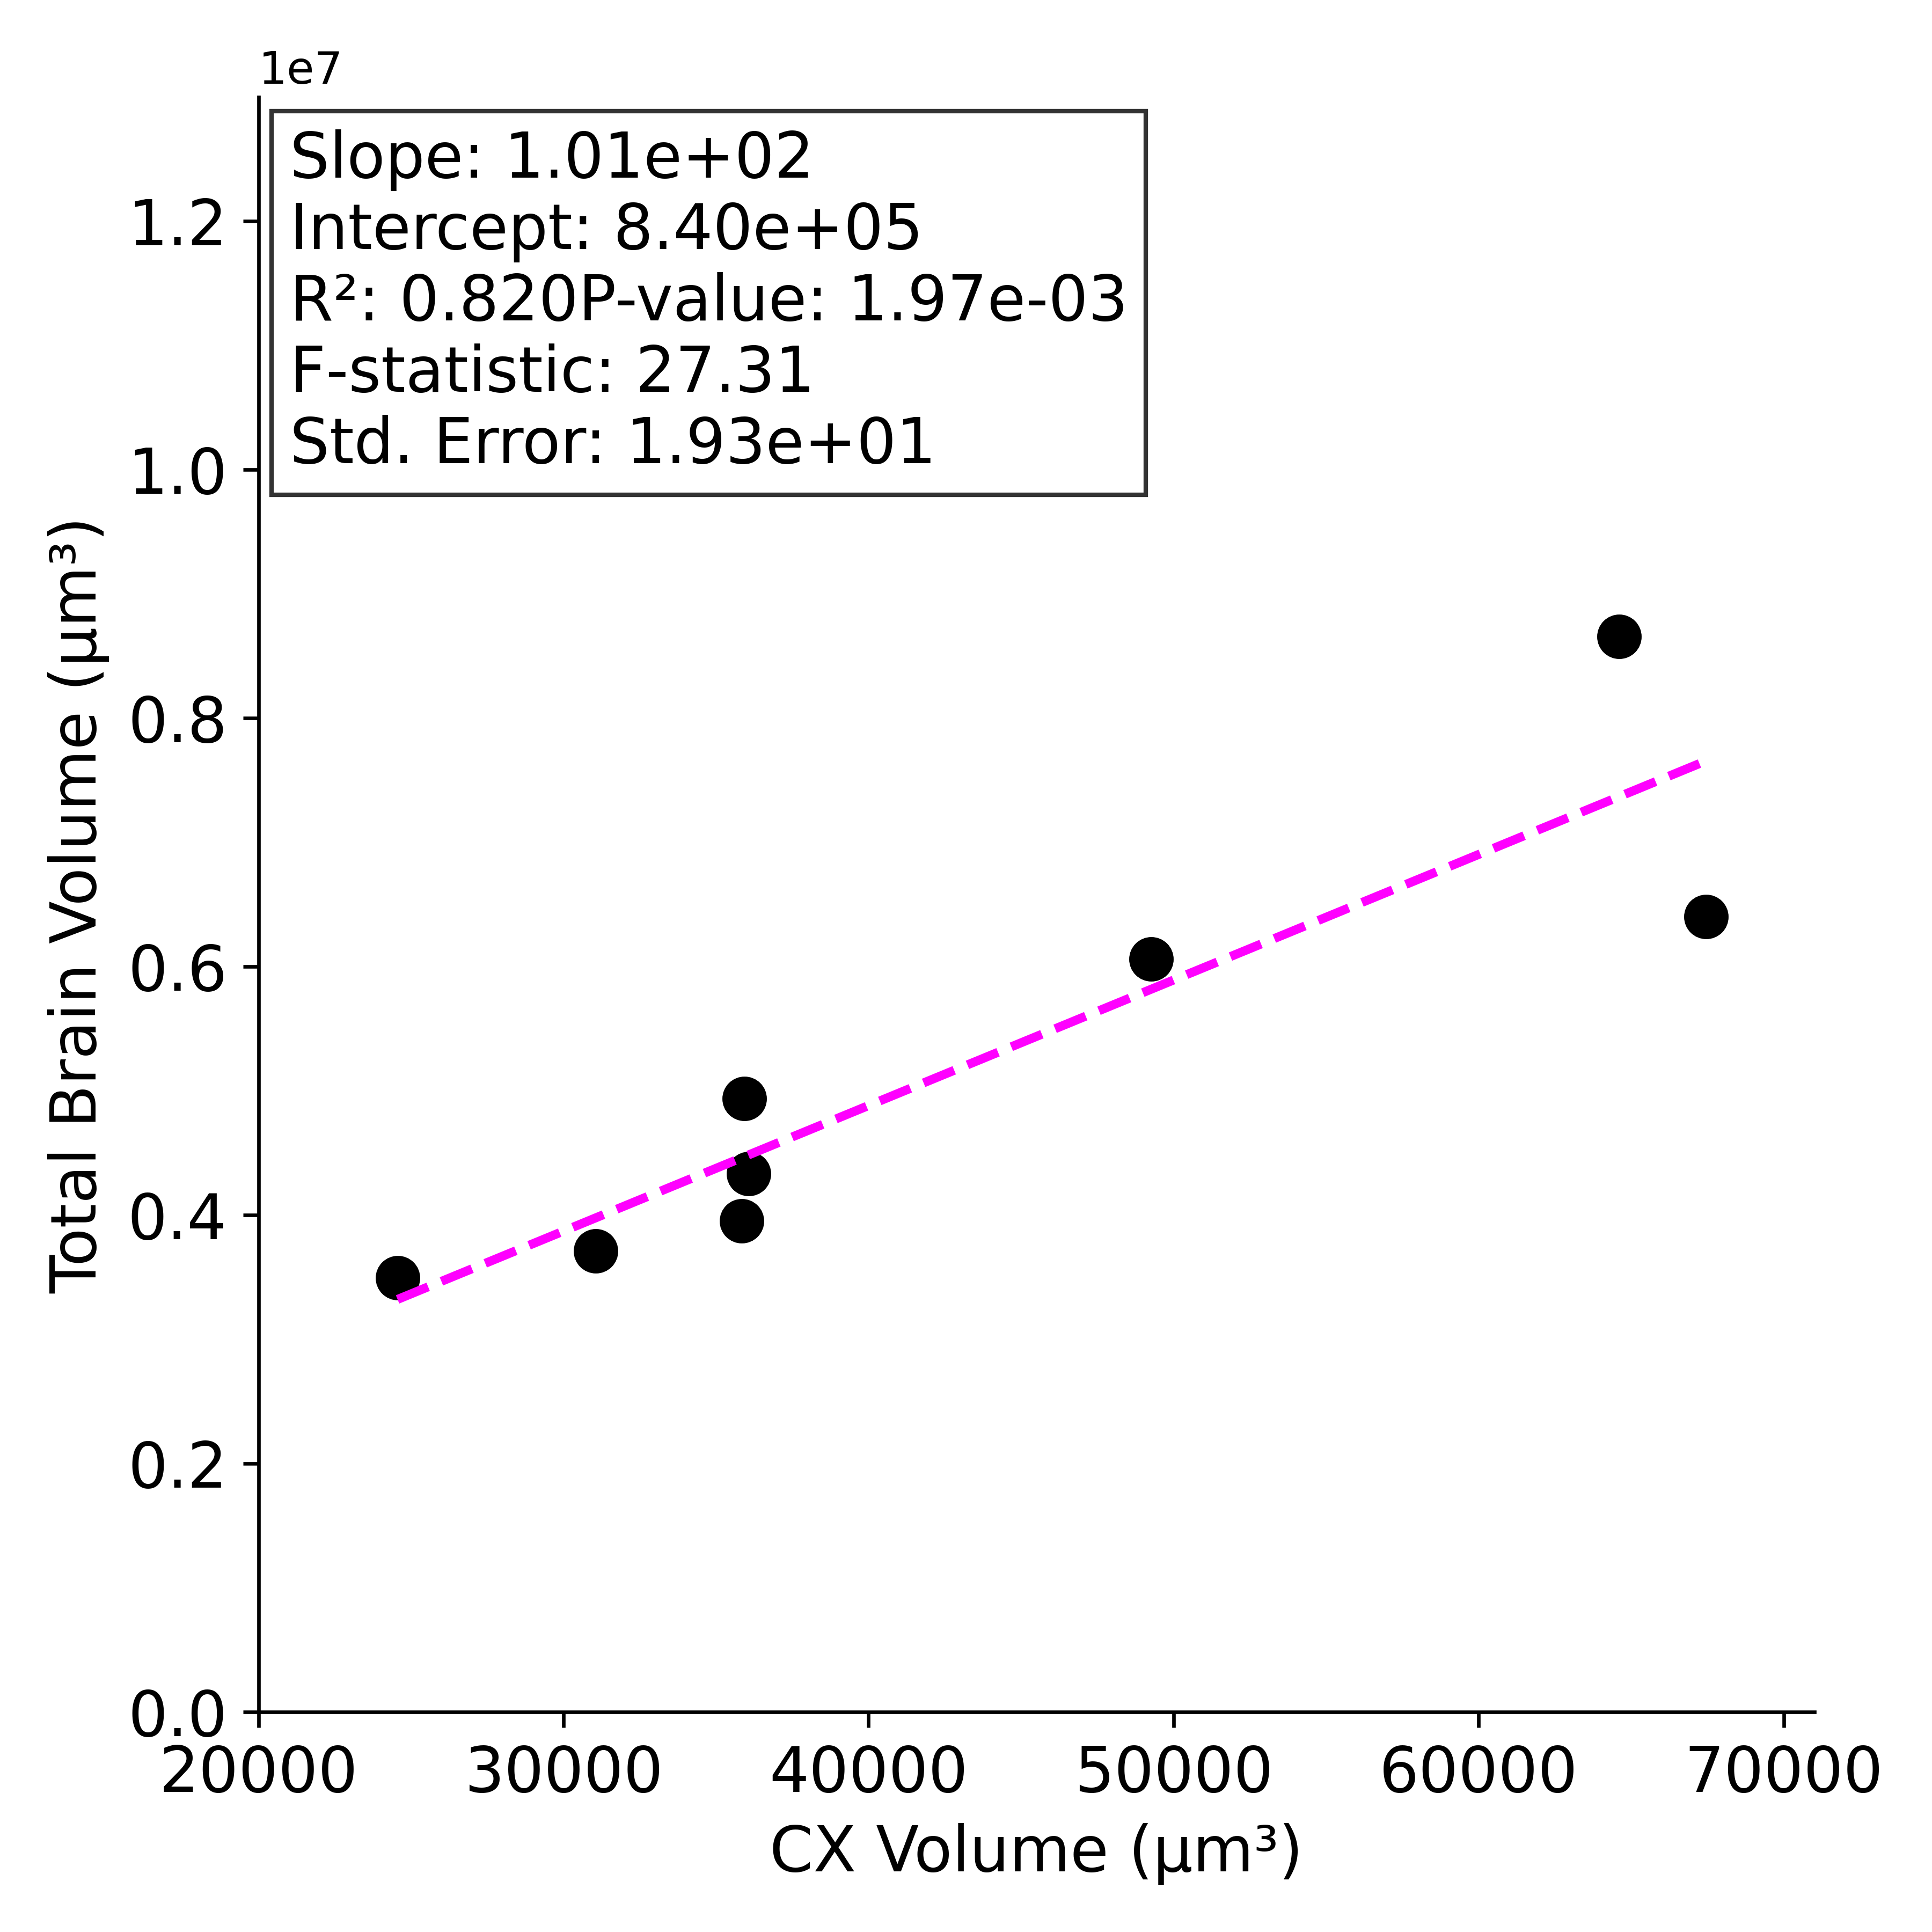 1e7
Slope: 1.01e+02
Intercept: 8.40e+05
R²: 0.820P-value: 1.97e-03
F-statistic: 27.31
Std. Error: 1.93e+01
1.2
1.0
0.8
0.6
0.4
0.2
0.0
Total Brain Volume (µm³)
20000 30000 40000 50000 60000 70000
CX Volume (µm³)